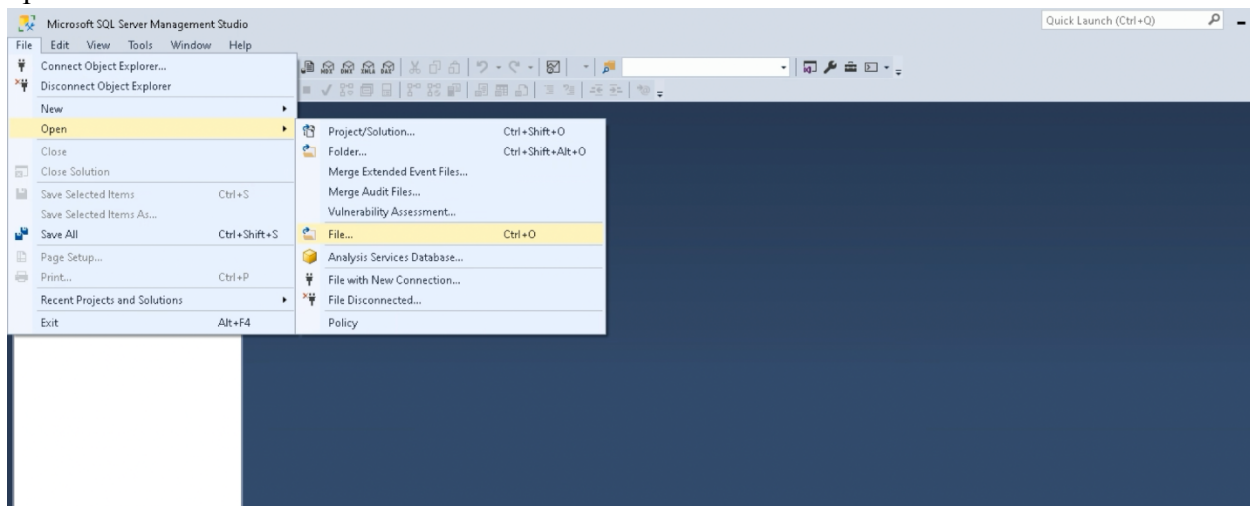 Microsoft SQL Server Management Studio
Quick Launch (Ctrl+Q)
File Edit View Tools Window Help
Connect Object Explorer...
Disconnect Object Explorer
New
Open
Close
Close Solution
Save Selected Items Ctrl+S
Save Selected Items As...
Save All Ctrl+Shift+S
Page Setup...
Print... Ctrl+P
Recent Projects and Solutions
Exit Alt+F4
Project/Solution... Ctrl+Shift+O
Folder... Ctrl+Shift+Alt+O
Merge Extended Event Files...
Merge Audit Files...
Vulnerability Assessment...
File... Ctrl+O
Analysis Services Database...
File with New Connection...
File Disconnected...
Policy
MDX DMX XMLA DAX